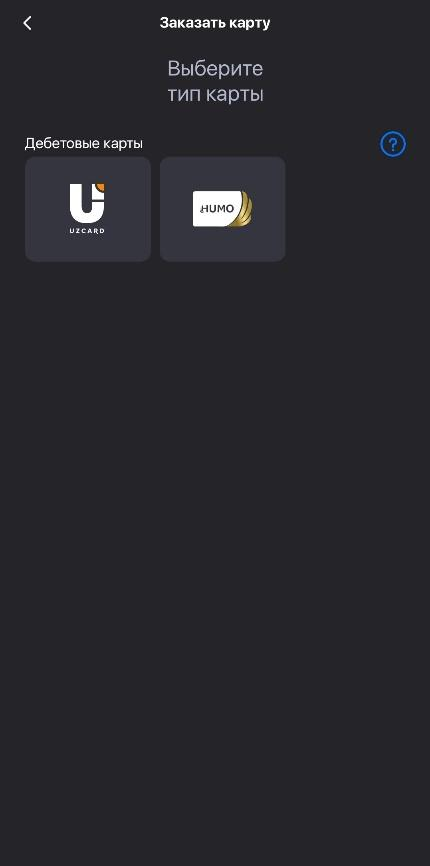 Заказать карту
Выберите
тип карты
Дебетовые карты
?
UZCARD
HUMO